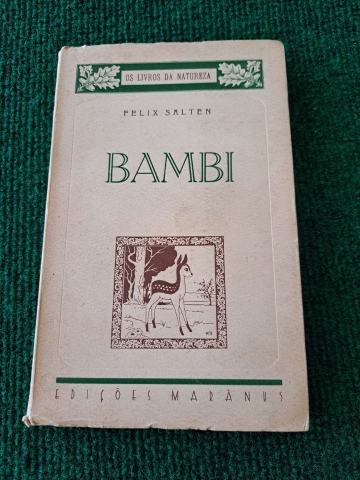 OS LIVROS DA NATUREZA
FELIX SALTEN
BAMBI
EDIÇÕES MARÂNUS